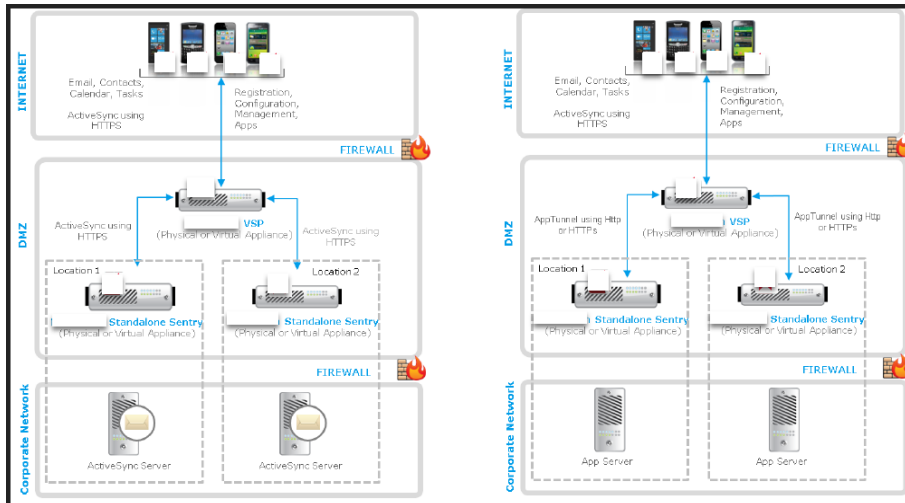 INTERNET
Email, Contacts,
Calendar, Tasks
ActiveSync using
HTTPS
Registration,
Configuration,
Management,
Apps
FIREWALL
DMZ
VSP
(Physical or Virtual Appliance)
ActiveSync using
HTTPS
ActiveSync using
HTTPS
Location 1
Standalone Sentry
(Physical or Virtual Appliance)
Location 2
Standalone Sentry
(Physical or Virtual Appliance)
FIREWALL
Corporate Network
ActiveSync Server
ActiveSync Server
INTERNET
Email, Contacts,
Calendar, Tasks
ActiveSync using
HTTPS
Registration,
Configuration,
Management,
Apps
FIREWALL
DMZ
VSP
(Physical or Virtual Appliance)
AppTunnel using Http
or HTTPs
AppTunnel using Http
or HTTPs
Location 1
Standalone Sentry
(Physical or Virtual Appliance)
Location 2
Standalone Sentry
(Physical or Virtual Appliance)
FIREWALL
Corporate Network
App Server
App Server